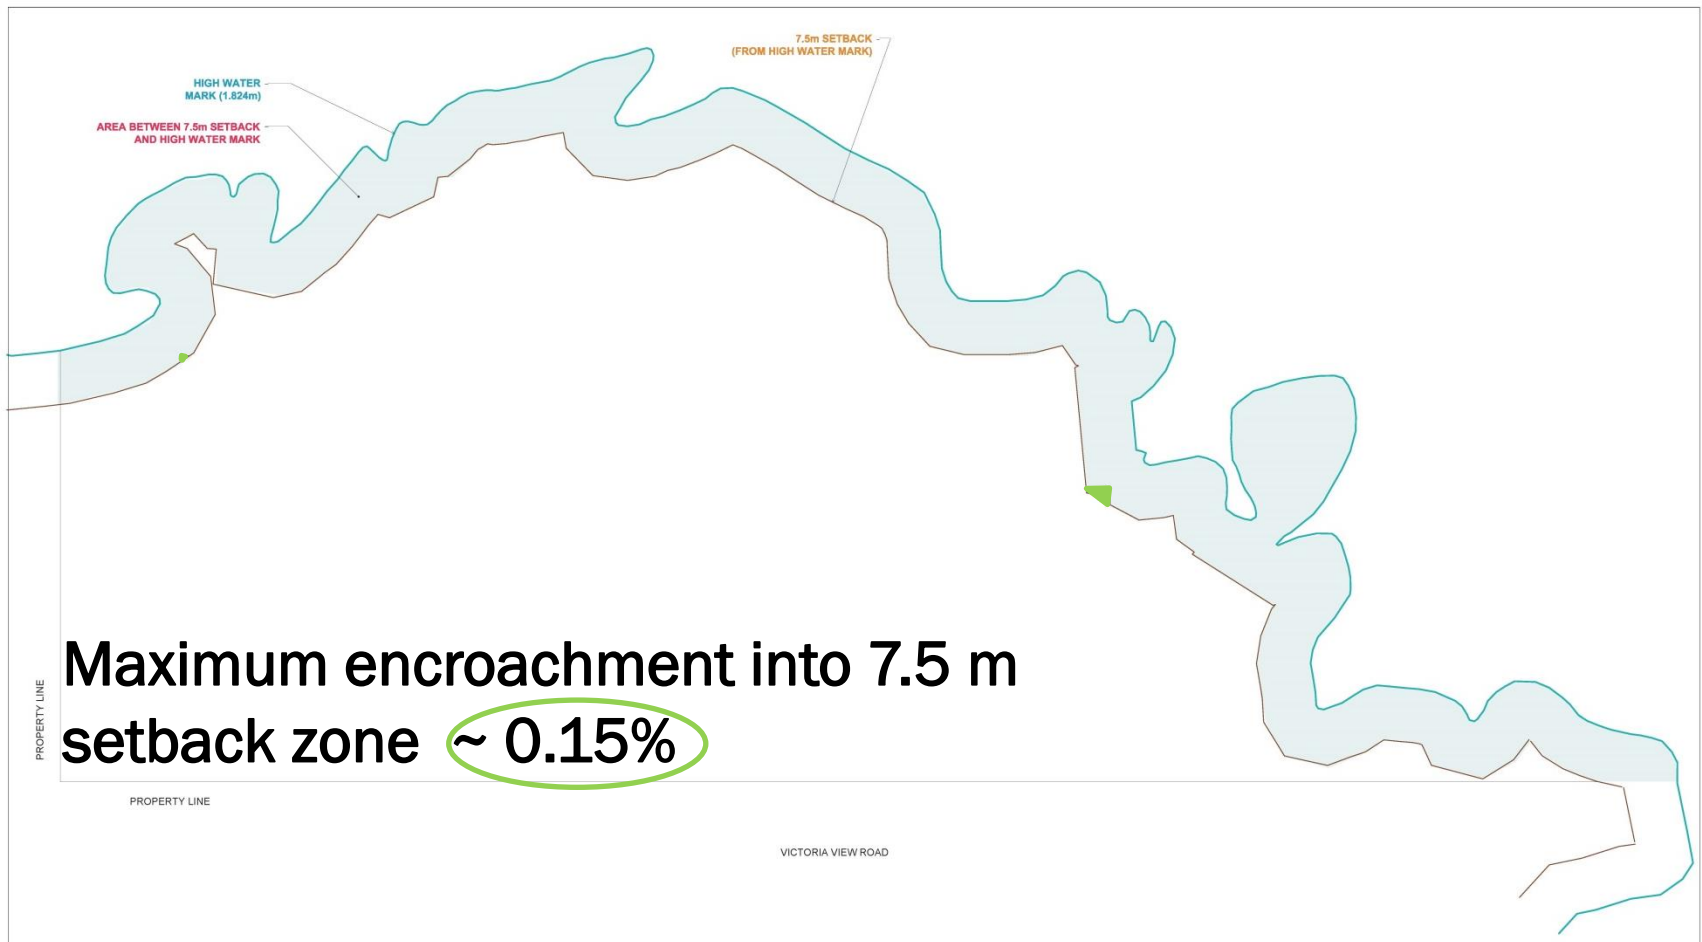 7.5m SETBACK
(FROM HIGH WATER MARK)
HIGH WATER
MARK (1.824m)
AREA BETWEEN 7.5m SETBACK
AND HIGH WATER MARK
Maximum encroachment into 7.5 m
setback zone ~ 0.15%
PROPERTY LINE
PROPERTY LINE
VICTORIA VIEW ROAD